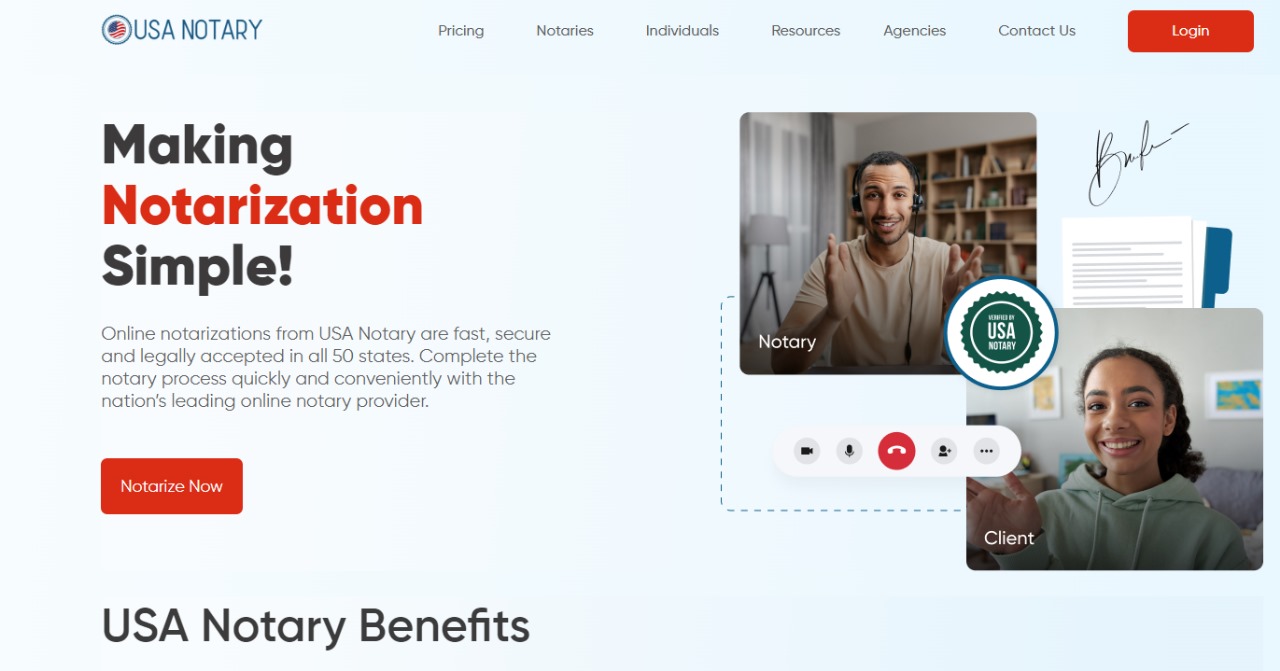 USA NOTARY
Pricing
Notaries
Individuals
Resources
Agencies
Contact Us
Login
Making
Notarization
Simple!
Online notarizations from USA Notary are fast, secure
and legally accepted in all 50 states. Complete the
notary process quickly and conveniently with the
nation's leading online notary provider.
Notarize Now
Notary
VERIFIED BY
USA
NOTARY
Client
USA Notary Benefits